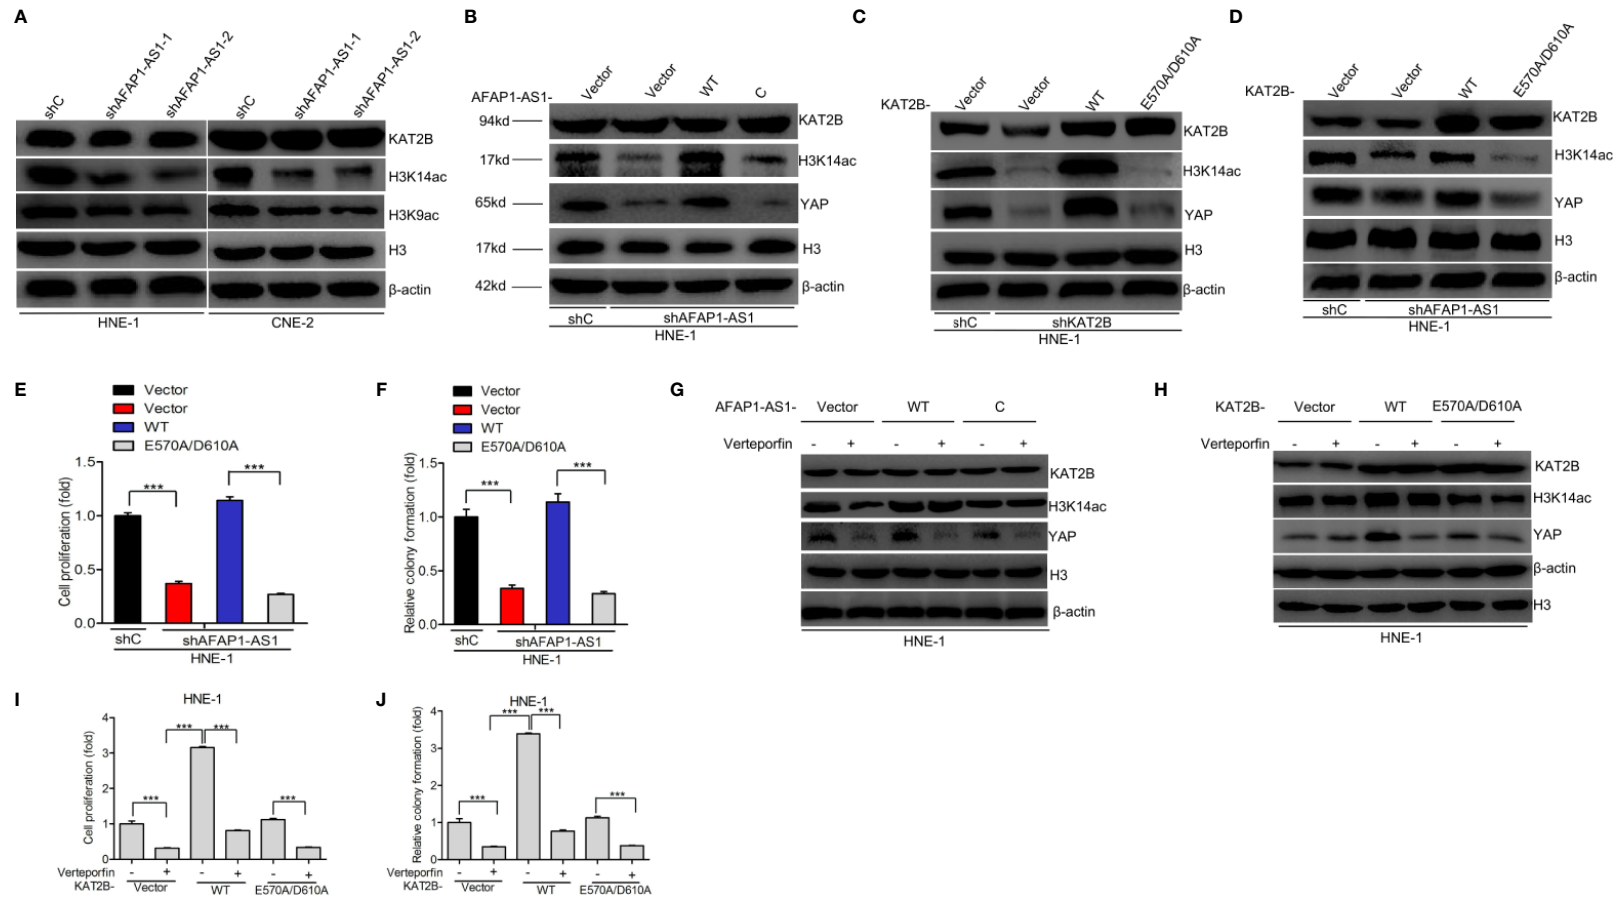 A
shC
shAFAP1-AS1-1
shAFAP1-AS1-2
shC
shAFAP1-AS1-1
shAFAP1-AS1-2
KAT2B
H3K14ac
H3K9ac
H3
β-actin
HNE-1
CNE-2
B
AFAP1-AS1-
Vector
Vector
WT
C
94kd
KAT2B
17kd
H3K14ac
65kd
YAP
17kd
H3
42kd
β-actin
shC
shAFAP1-AS1
HNE-1
C
KAT2B-
Vector
Vector
WT
E570A/D610A
KAT2B
H3K14ac
YAP
H3
β-actin
shC
shKAT2B
HNE-1
D
KAT2B-
Vector
Vector
WT
E570A/D610A
KAT2B
H3K14ac
YAP
H3
β-actin
shC
shAFAP1-AS1
HNE-1
E
Vector
Vector
WT
E570A/D610A
Cell proliferation (fold)
1.5
1.0
0.5
0.0
***
***
shC
shAFAP1-AS1
HNE-1
F
Vector
Vector
WT
E570A/D610A
Relative colony formation (fold)
1.5
1.0
0.5
0.0
***
***
shC
shAFAP1-AS1
HNE-1
G
AFAP1-AS1-
Vector
WT
C
Verteporfin
- + - + - +
KAT2B
H3K14ac
YAP
H3
β-actin
HNE-1
H
KAT2B-
Vector
WT
E570A/D610A
Verteporfin
- + - + - +
KAT2B
H3K14ac
YAP
β-actin
H3
HNE-1
I
HNE-1
Cell proliferation (fold)
4
3
2
1
0
***
***
***
***
Verteporfin
- + - + - +
KAT2B-
Vector
WT
E570A/D610A
J
HNE-1
Relative colony formation (fold)
4
3
2
1
0
***
***
***
***
Verteporfin
- + - + - +
KAT2B-
Vector
WT
E570A/D610A